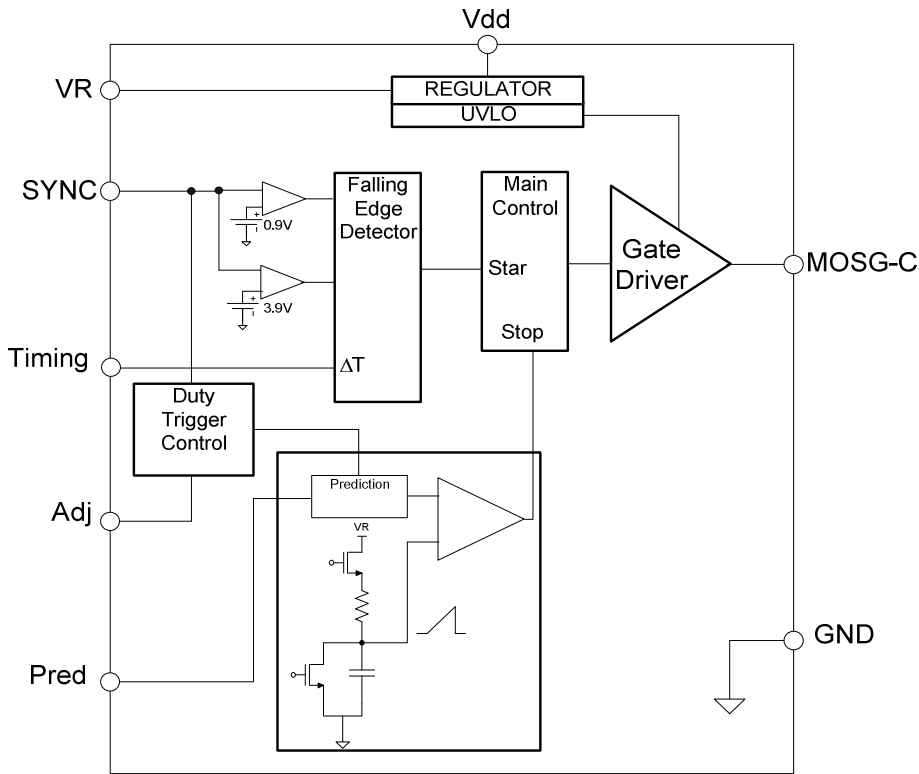 Vdd
VR
REGULATOR
UVLO
SYNC
Falling
Edge
Detector
Main
Control
+
0.9V
Gate
Driver
MOSG-C
Star
+
3.9V
Stop
Timing
ΔT
Duty
Trigger
Control
Prediction
Adj
VR
GND
Pred